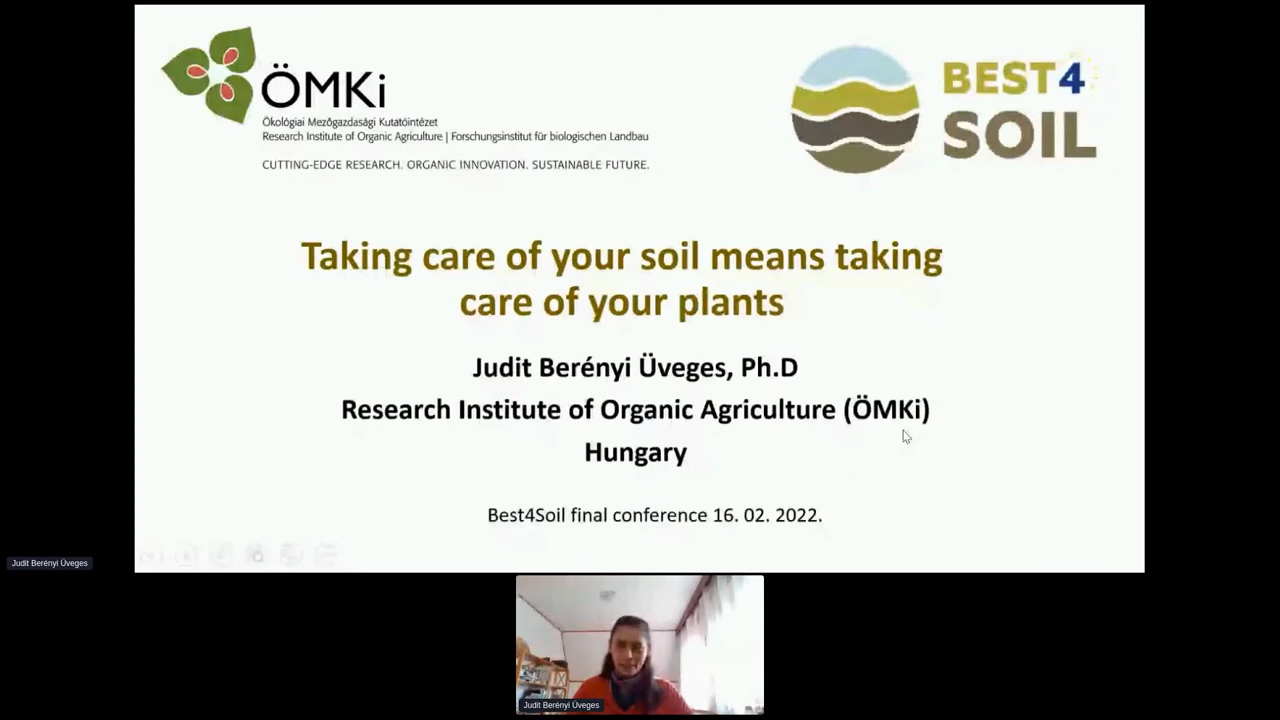 ÖMKi
Ökológiai Mezőgazdasági Kutatóintézet
Research Institute of Organic Agriculture | Forschungsinstitut für biologischen Landbau
CUTTING-EDGE RESEARCH. ORGANIC INNOVATION. SUSTAINABLE FUTURE.
BEST4
SOIL
Taking care of your soil means taking
care of your plants
Judit Berényi Üveges, Ph.D
Research Institute of Organic Agriculture (ÖMKi)
Hungary
Best4Soil final conference 16. 02. 2022.
Judit Berényi Üveges
Judit Berényi Üveges